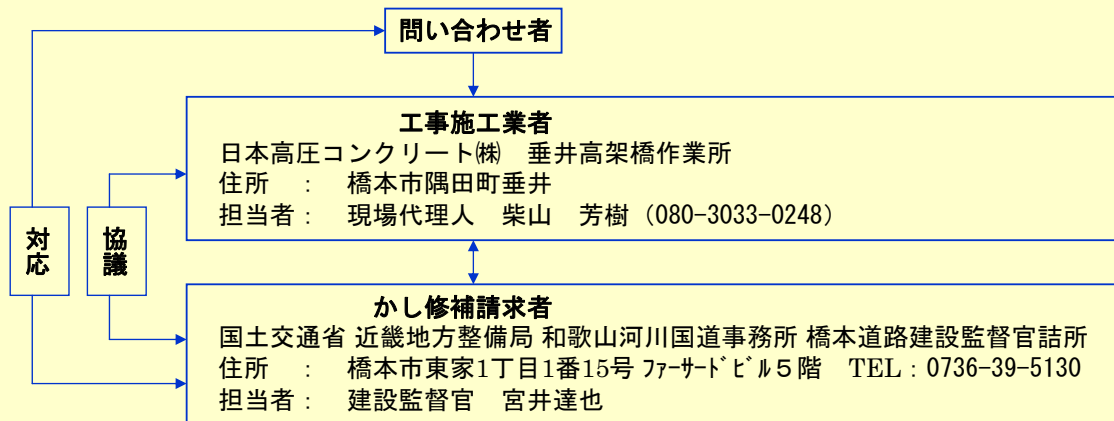 問い合わせ者
工事施工業者
日本高圧コンクリート㈱　垂井高架橋作業所
住所　：　橋本市隅田町垂井
担当者：　現場代理人　柴山　芳樹（080-3033-0248）
対応
協議
かし修補請求者
国土交通省 近畿地方整備局 和歌山河川国道事務所 橋本道路建設監督官詰所
住所　：　橋本市東家1丁目1番15号 ﾌｧｰｻｰﾄﾞﾋﾞﾙ５階　TEL：0736-39-5130
担当者：　建設監督官　宮井達也